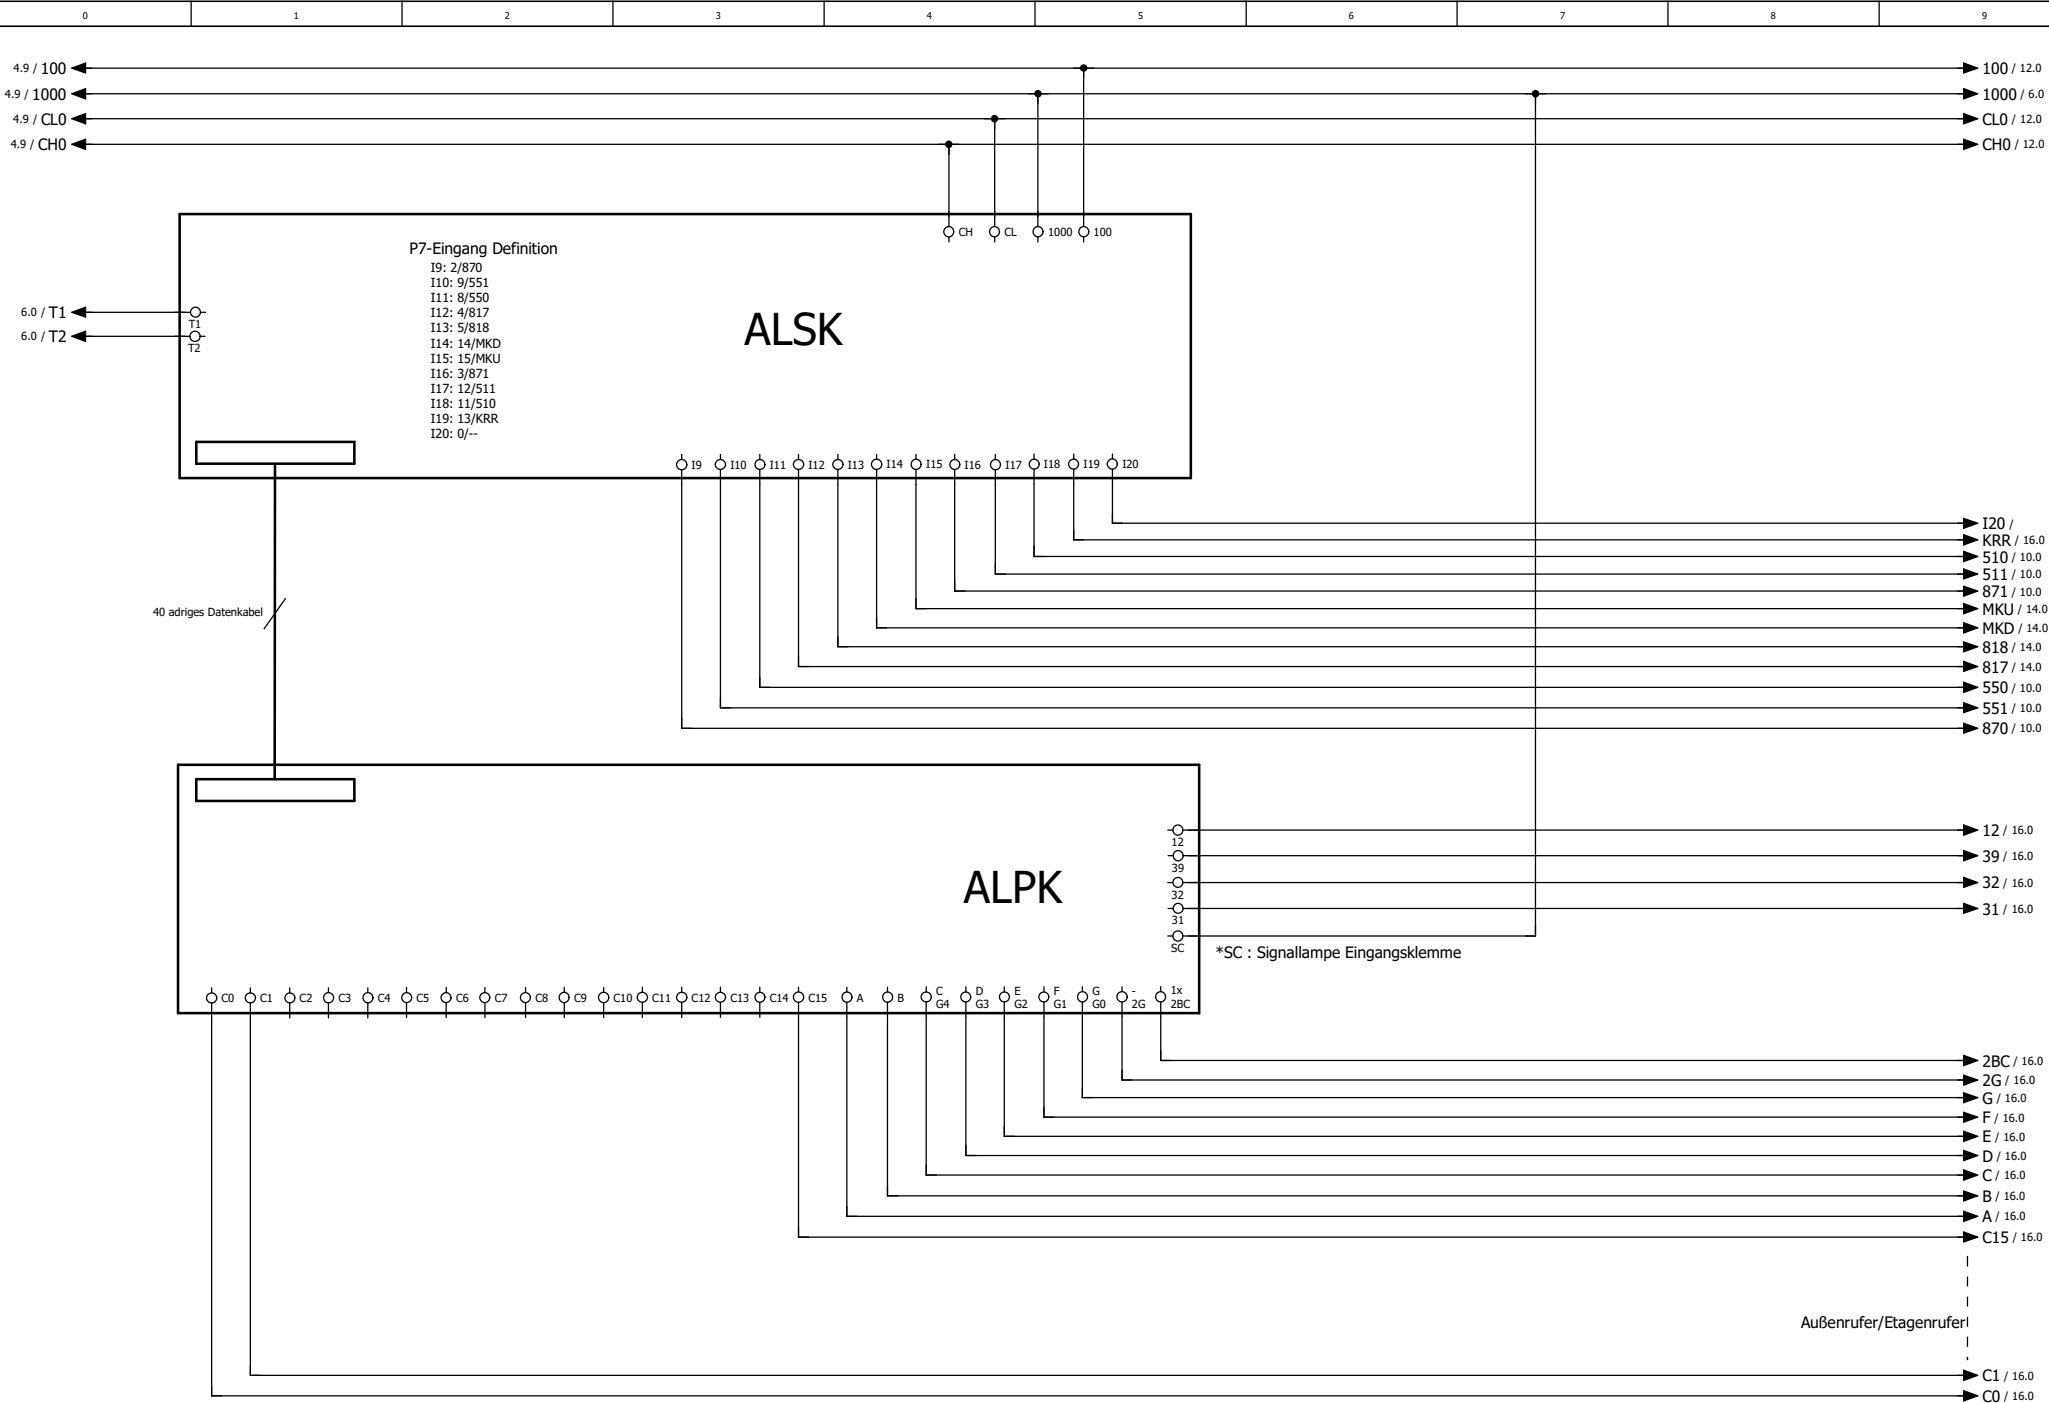 0 1 2 3 4 5 6 7 8 9
4.9 / 100
100 / 12.0
4.9 / 1000
1000 / 6.0
4.9 / CL0
CL0 / 12.0
4.9 / CH0
CH0 / 12.0
CH CL 1000 100
P7-Eingang Definition
I9: 2/870
I10: 9/551
I11: 8/550
I12: 4/817
I13: 5/818
I14: 14/MKD
I15: 15/MKU
I16: 3/871
I17: 12/511
I18: 11/510
I19: 13/KRR
I20: 0/--
ALSK
6.0 / T1
T1
6.0 / T2
T2
I9 I10 I11 I12 I13 I14 I15 I16 I17 I18 I19 I20
I20 /
KRR / 16.0
510 / 10.0
511 / 10.0
871 / 10.0
MKU / 14.0
MKD / 14.0
818 / 14.0
817 / 14.0
550 / 10.0
551 / 10.0
870 / 10.0
40 adriges Datenkabel
ALPK
12
12 / 16.0
39
39 / 16.0
32
32 / 16.0
31
31 / 16.0
SC
*SC : Signallampe Eingangsklemme
C0 C1 C2 C3 C4 C5 C6 C7 C8 C9 C10 C11 C12 C13 C14 C15 A B
C D E F G - 1x
G4 G3 G2 G1 G0 2G 2BC
2BC / 16.0
2G / 16.0
G / 16.0
F / 16.0
E / 16.0
D / 16.0
C / 16.0
B / 16.0
A / 16.0
C15 / 16.0
Außenrufer/Etagenrufer
C1 / 16.0
C0 / 16.0